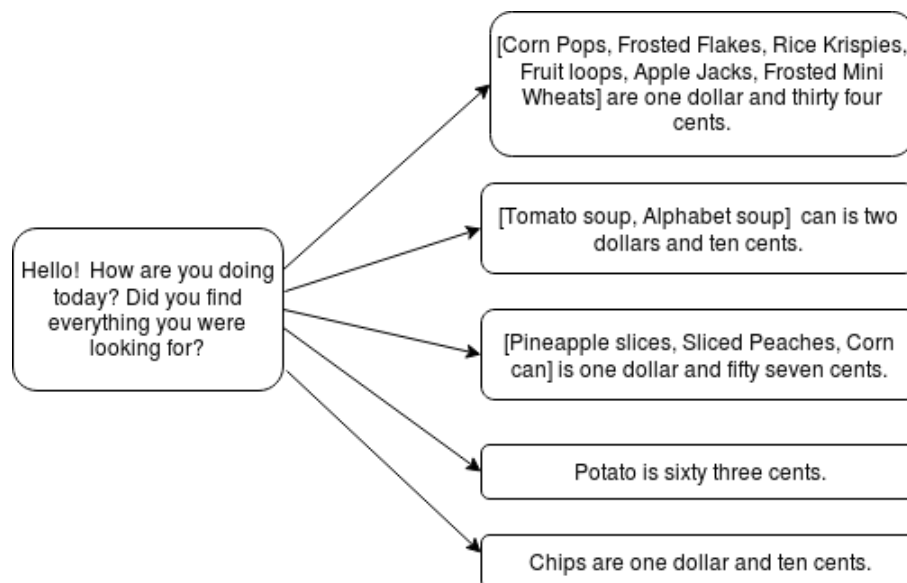 Hello!  How are you doing
today? Did you find
everything you were
looking for?
[Corn Pops, Frosted Flakes, Rice Krispies,
Fruit loops, Apple Jacks, Frosted Mini
Wheats] are one dollar and thirty four
cents.
[Tomato soup, Alphabet soup]  can is two
dollars and ten cents.
[Pineapple slices, Sliced Peaches, Corn
can] is one dollar and fifty seven cents.
Potato is sixty three cents.
Chips are one dollar and ten cents.